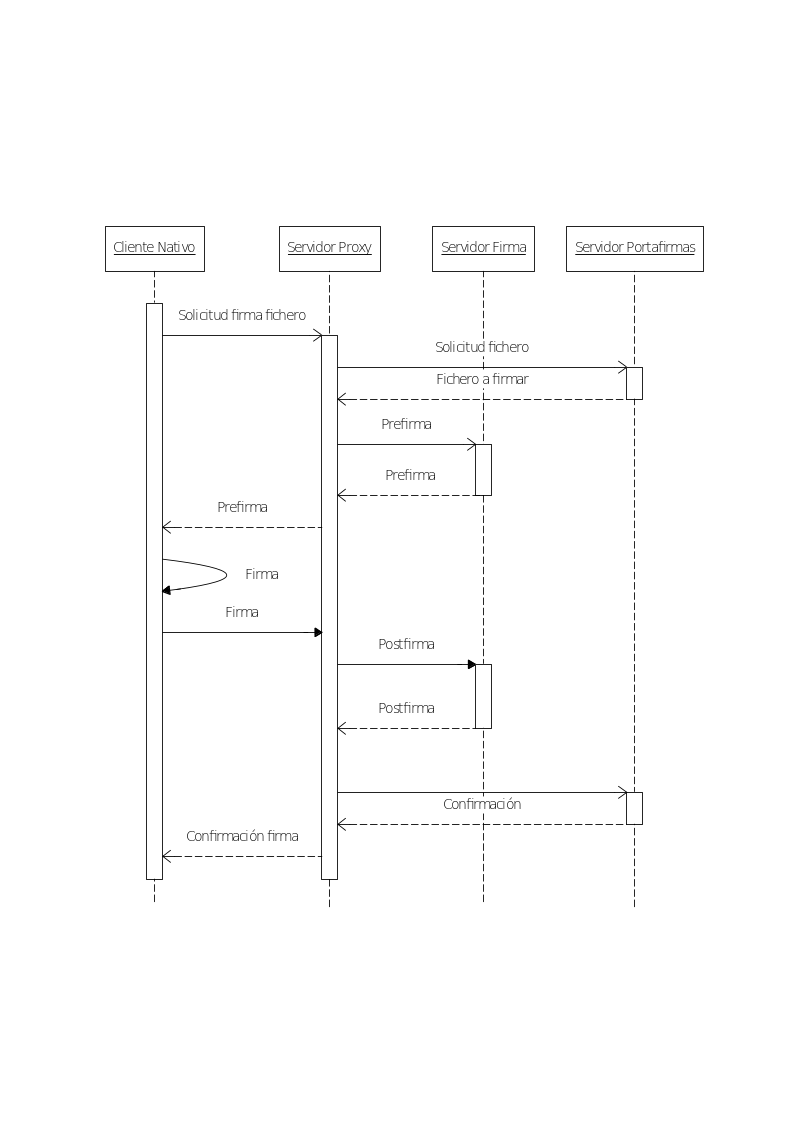 Cliente Nativo
Servidor Proxy
Servidor Firma
Servidor Portafirmas
Solicitud firma fichero
Solicitud fichero
Fichero a firmar
Prefirma
Prefirma
Prefirma
Firma
Firma
Postfirma
Postfirma
Confirmación
Confirmación firma